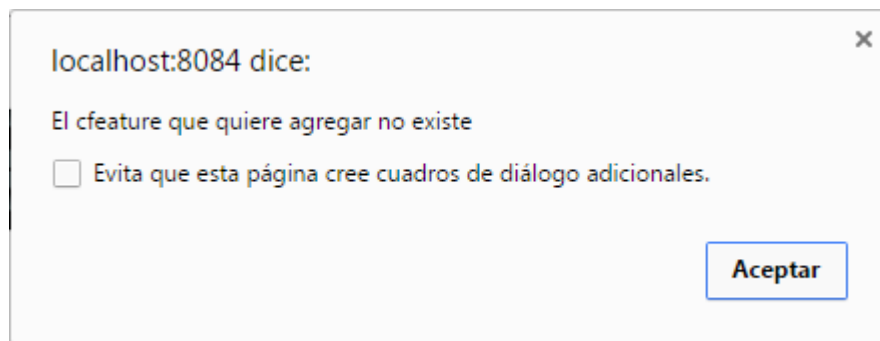 localhost:8084 dice:
El cfeature que quiere agregar no existe
Evita que esta página cree cuadros de diálogo adicionales.
Aceptar